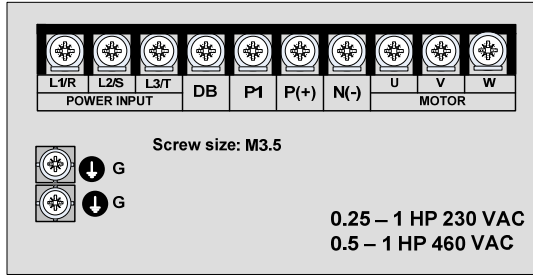 L1/R L2/S L3/T DB P1 P(+) N(-) U V W
POWER INPUT MOTOR
Screw size: M3.5
G
G
0.25 – 1 HP 230 VAC
0.5 – 1 HP 460 VAC